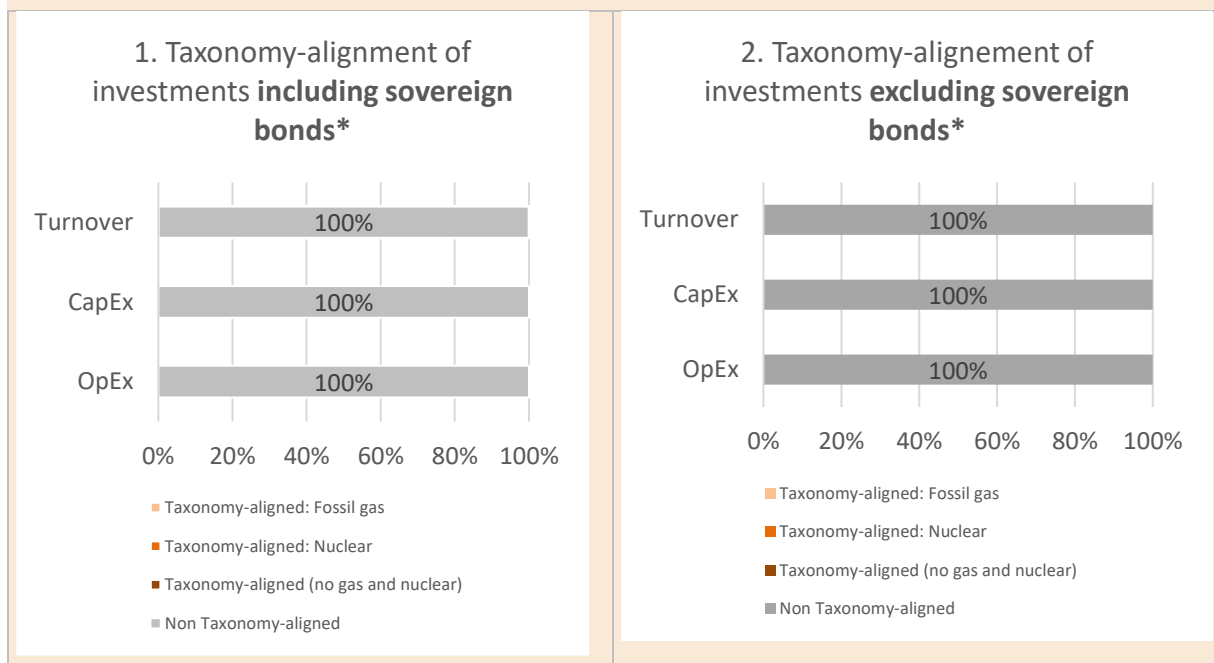 1. Taxonomy-alignment of
investments including sovereign
bonds*
Turnover
100%
CapEx
100%
OpEx
100%
0% 20% 40% 60% 80% 100%
Taxonomy-aligned: Fossil gas
Taxonomy-aligned: Nuclear
Taxonomy-aligned (no gas and nuclear)
Non Taxonomy-aligned
2. Taxonomy-alignement of
investments excluding sovereign
bonds*
Turnover
100%
CapEx
100%
OpEx
100%
0% 20% 40% 60% 80% 100%
Taxonomy-aligned: Fossil gas
Taxonomy-aligned: Nuclear
Taxonomy-aligned (no gas and nuclear)
Non Taxonomy-aligned